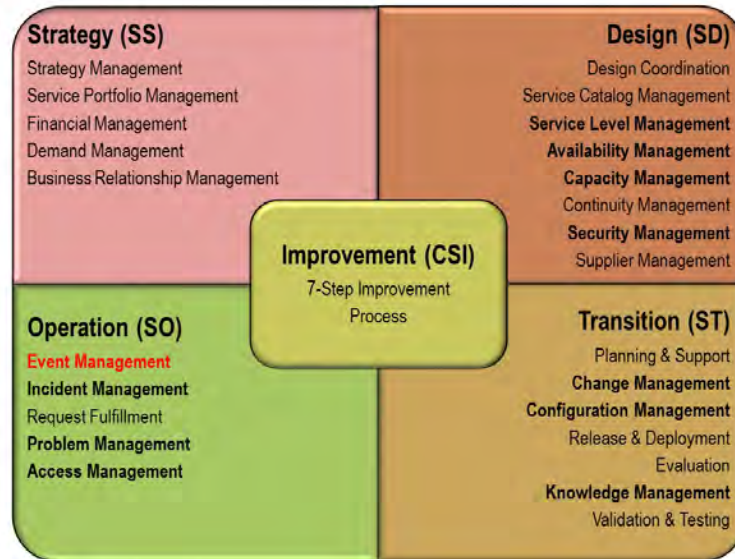 Strategy (SS)
Strategy Management
Service Portfolio Management
Financial Management
Demand Management
Business Relationship Management
Design (SD)
Design Coordination
Service Catalog Management
Service Level Management
Availability Management
Capacity Management
Continuity Management
Security Management
Supplier Management
Improvement (CSI)
7-Step Improvement
Process
Operation (SO)
Event Management
Incident Management
Request Fulfillment
Problem Management
Access Management
Transition (ST)
Planning & Support
Change Management
Configuration Management
Release & Deployment
Evaluation
Knowledge Management
Validation & Testing